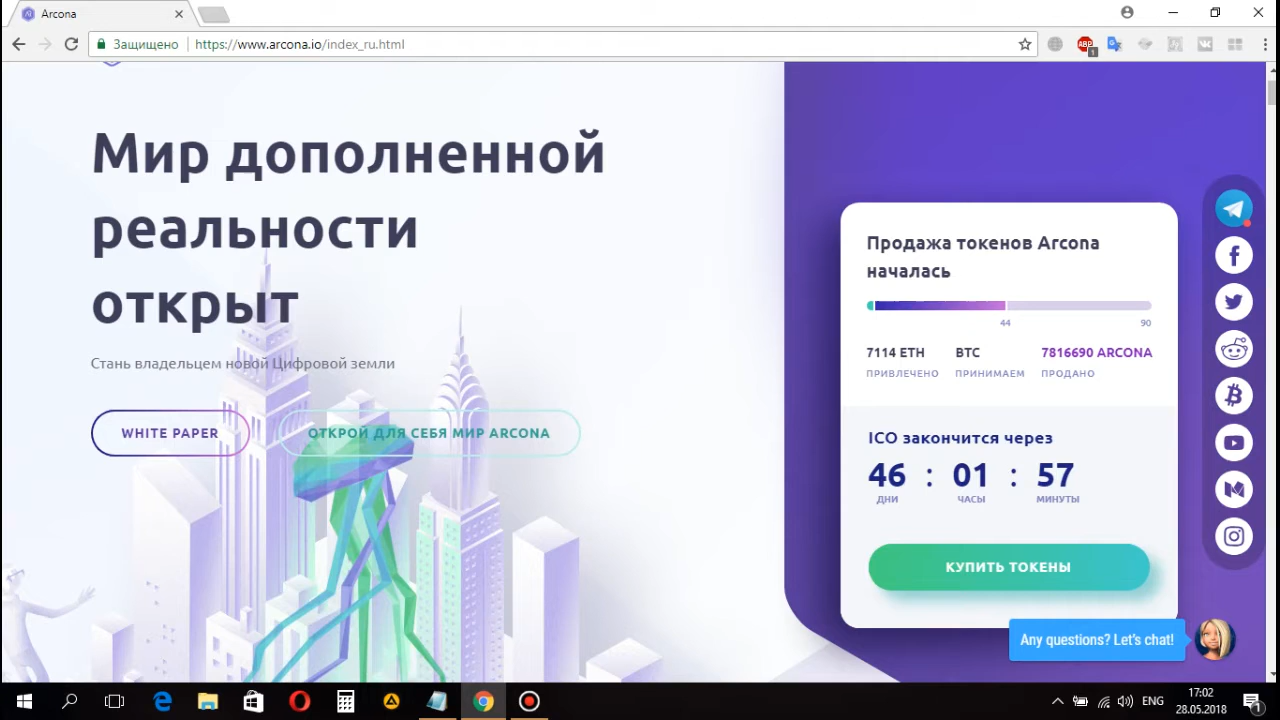 Arcona
Защищено
https://www.arcona.io/index_ru.html
ABP
1
Мир дополненной
реальности
открыт
Стань владельцем новой Цифровой земли
WHITE PAPER
ОТКРОЙ ДЛЯ СЕБЯ МИР ARCONA
Продажа токенов Arcona
началась
44 90
7114 ETH BTC 7816690 ARCONA
ПРИВЛЕЧЕНО ПРИНИМАЕМ ПРОДАНО
ICO закончится через
46 : 01 : 57
ДНИ ЧАСЫ МИНУТЫ
КУПИТЬ ТОКЕНЫ
Any questions? Let's chat!
ENG
17:02
28.05.2018
1